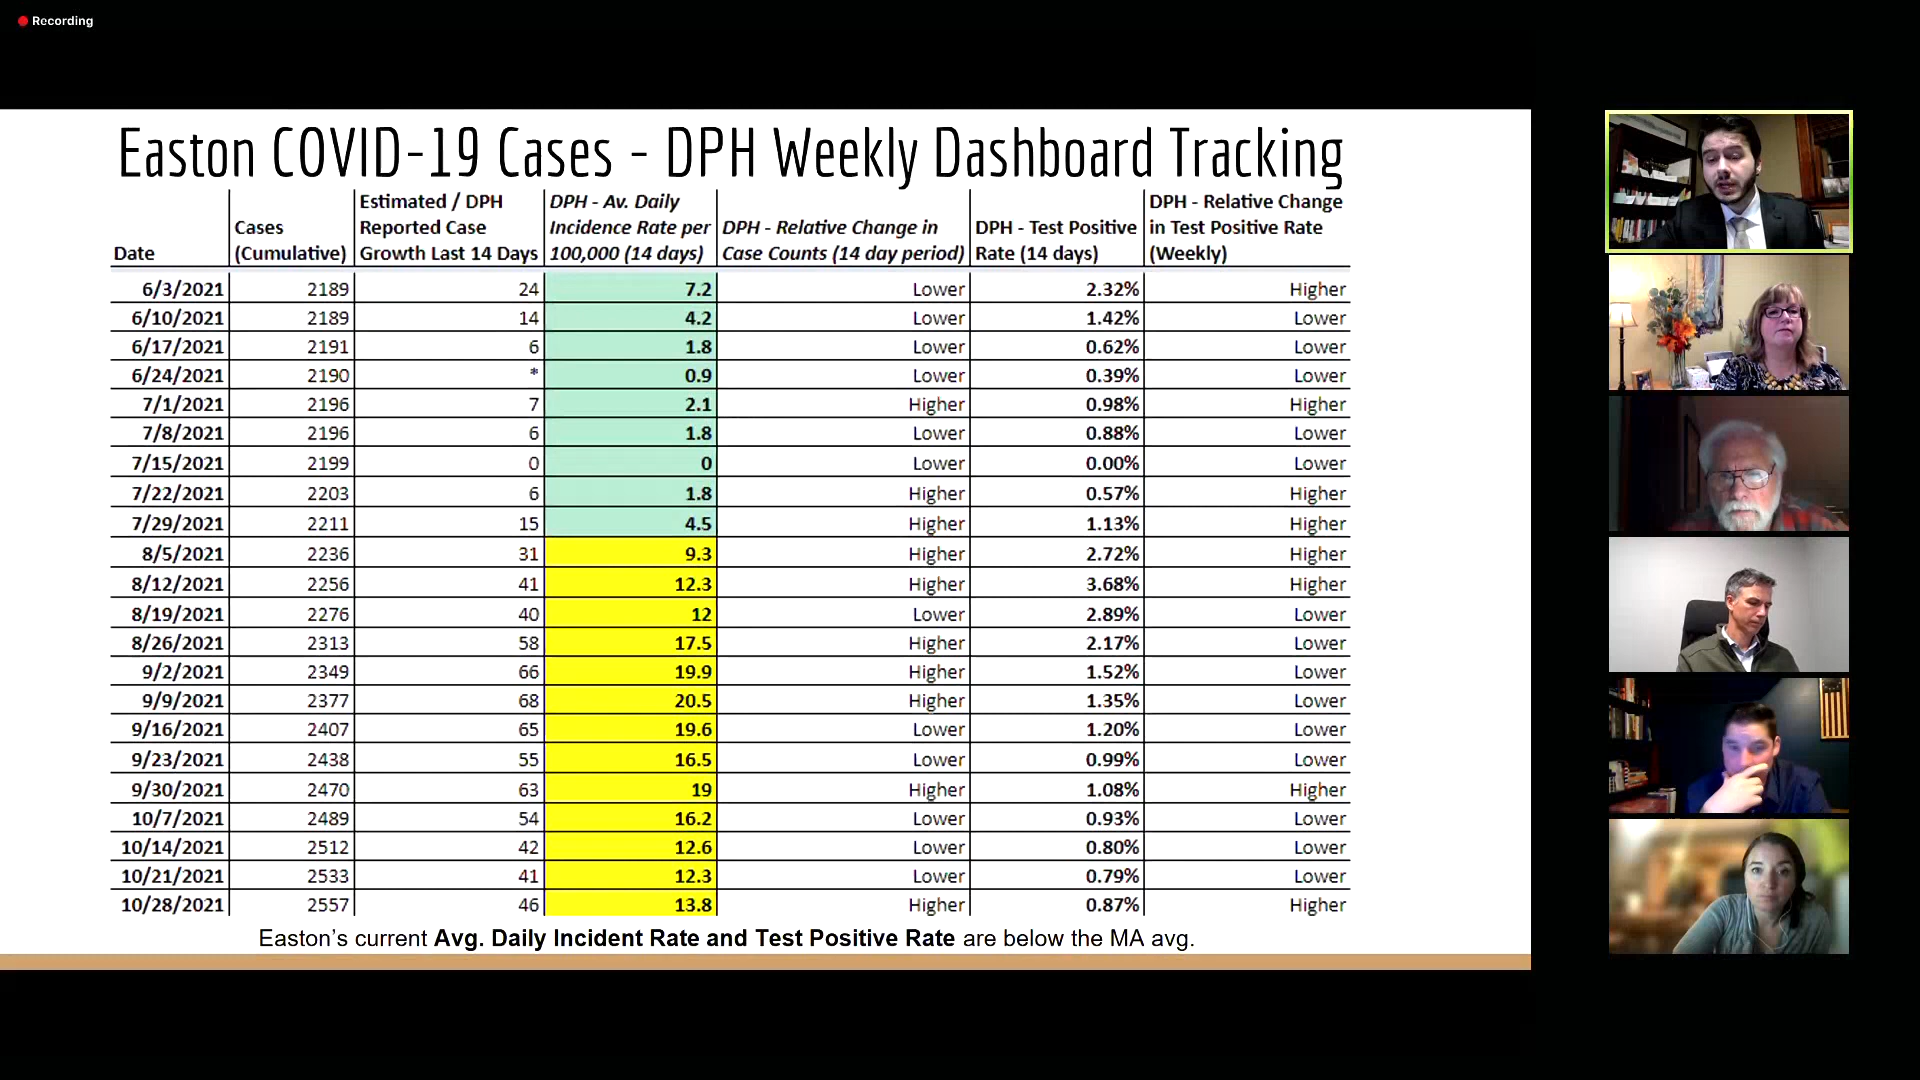 Recording
Easton COVID-19 Cases - DPH Weekly Dashboard Tracking
Date | Cases (Cumulative) | Estimated / DPH Reported Case Growth Last 14 Days | DPH - Av. Daily Incidence Rate per 100,000 (14 days) | DPH - Relative Change in Case Counts (14 day period) | DPH - Test Positive Rate (14 days) | DPH - Relative Change in Test Positive Rate (Weekly)
6/3/2021 2189 24 7.2 Lower 2.32% Higher
6/10/2021 2189 14 4.2 Lower 1.42% Lower
6/17/2021 2191 6 1.8 Lower 0.62% Lower
6/24/2021 2190 * 0.9 Lower 0.39% Lower
7/1/2021 2196 7 2.1 Higher 0.98% Higher
7/8/2021 2196 6 1.8 Lower 0.88% Lower
7/15/2021 2199 0 0 Lower 0.00% Lower
7/22/2021 2203 6 1.8 Higher 0.57% Higher
7/29/2021 2211 15 4.5 Higher 1.13% Higher
8/5/2021 2236 31 9.3 Higher 2.72% Higher
8/12/2021 2256 41 12.3 Higher 3.68% Higher
8/19/2021 2276 40 12 Lower 2.89% Lower
8/26/2021 2313 58 17.5 Higher 2.17% Lower
9/2/2021 2349 66 19.9 Higher 1.52% Lower
9/9/2021 2377 68 20.5 Higher 1.35% Lower
9/16/2021 2407 65 19.6 Lower 1.20% Lower
9/23/2021 2438 55 16.5 Lower 0.99% Lower
9/30/2021 2470 63 19 Higher 1.08% Higher
10/7/2021 2489 54 16.2 Lower 0.93% Lower
10/14/2021 2512 42 12.6 Lower 0.80% Lower
10/21/2021 2533 41 12.3 Lower 0.79% Lower
10/28/2021 2557 46 13.8 Higher 0.87% Higher
Easton's current Avg. Daily Incident Rate and Test Positive Rate are below the MA avg.